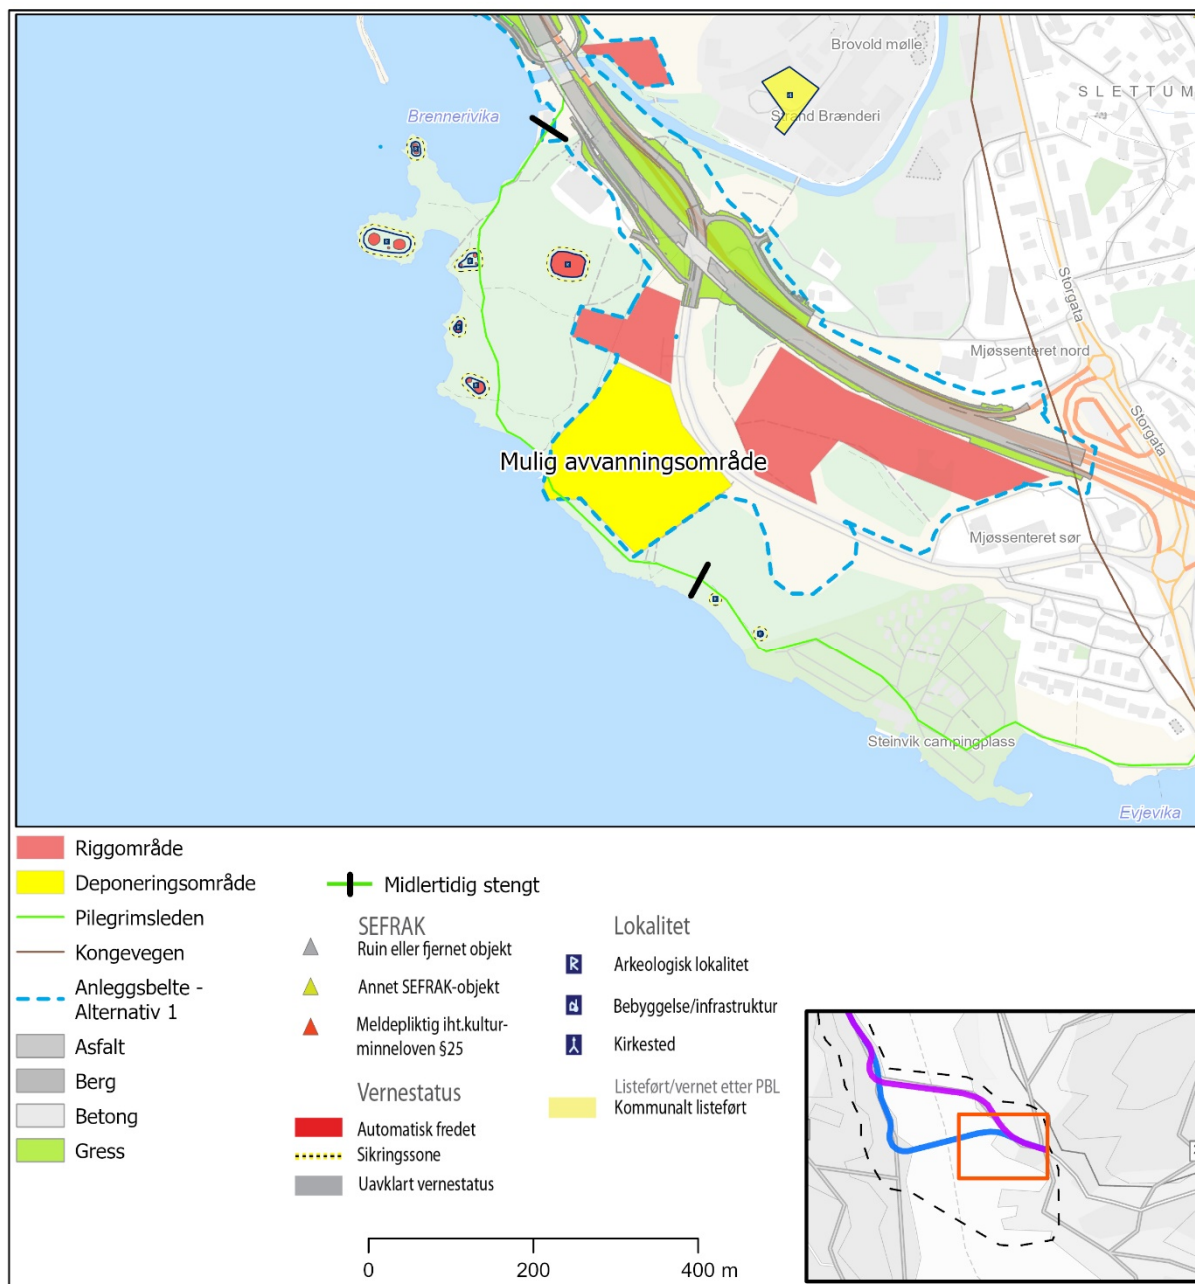 Brovold mølle
SLETTUM
Brennerivika
Strand Brænderi
Storgata
Mjøssenteret nord
Storgata
Mulig avvanningsområde
Mjøssenteret sør
Steinvik campingplass
Evjevika
Riggområde
Deponeringsområde
Pilegrimsleden
Kongevegen
Anleggsbelte -
Alternativ 1
Asfalt
Berg
Betong
Gress
Midlertidig stengt
SEFRAK
Ruin eller fjernet objekt
Annet SEFRAK-objekt
Meldepliktig iht.kultur-
minneloven §25
Vernestatus
Automatisk fredet
Sikringssone
Uavklart vernestatus
Lokalitet
Arkeologisk lokalitet
Bebyggelse/infrastruktur
Kirkested
Listeført/vernet etter PBL
Kommunalt listeført
0 200 400 m